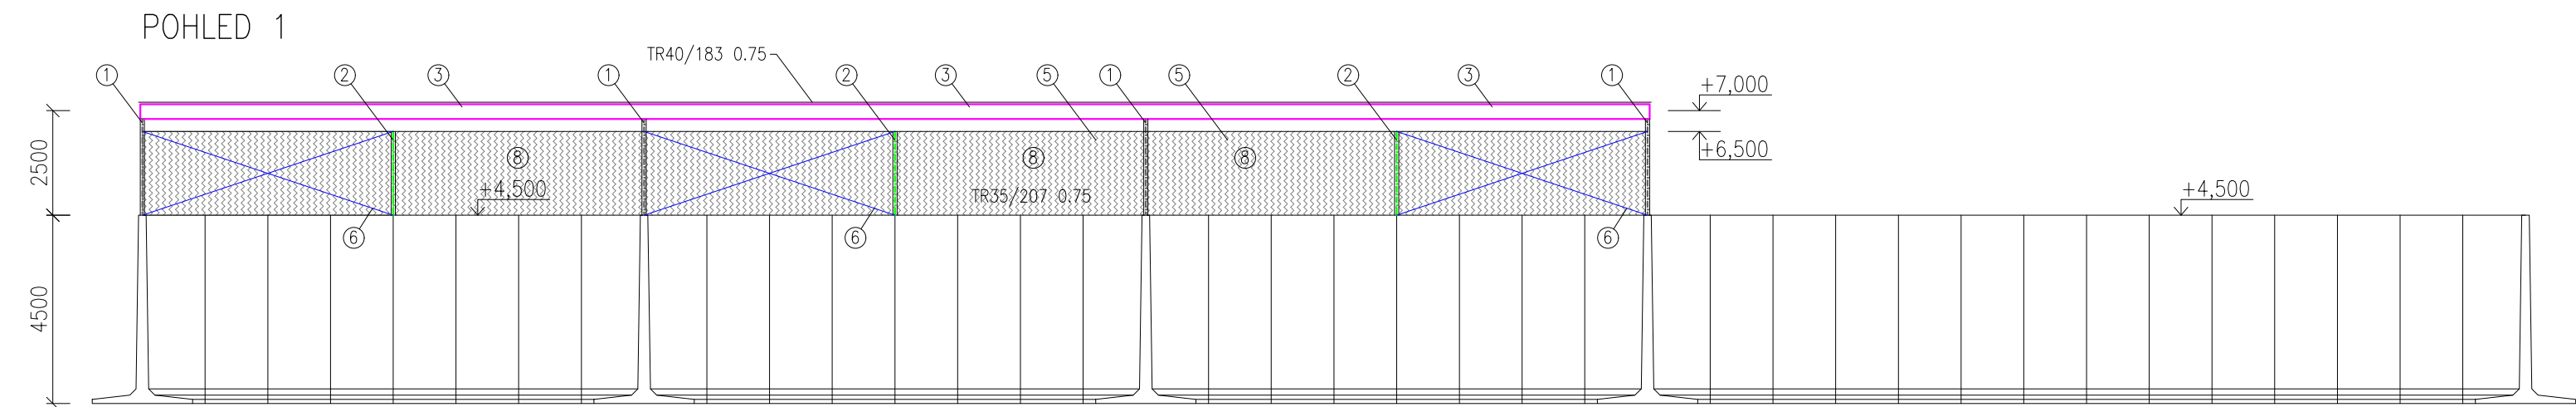 POHLED 1
TR40/183 0.75
1 2 3 1 2 3 5 1 5 2 3 1
+7,000
+6,500
2500
8 8 8
+4,500
TR35/207 0.75
+4,500
6 6 6
4500